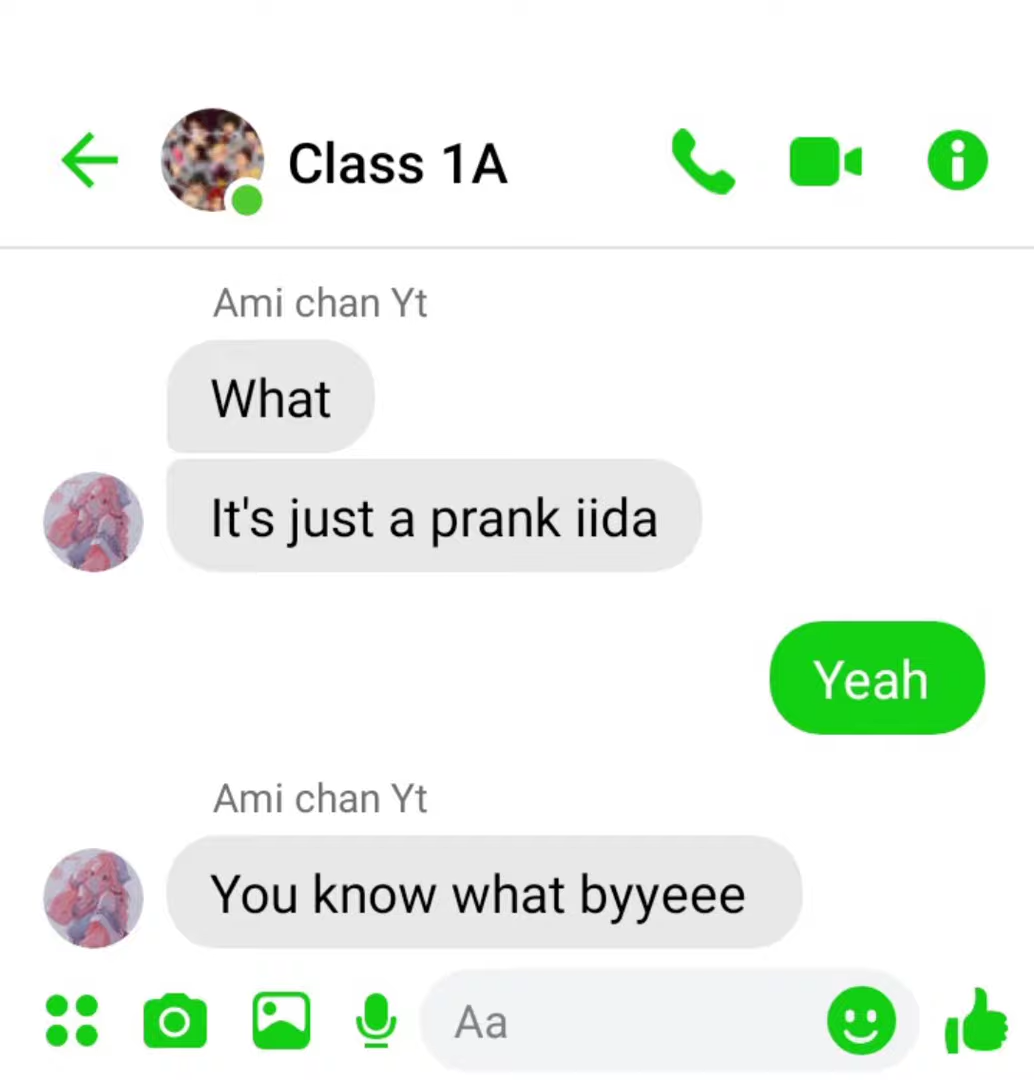 Class 1A
Ami chan Yt
What
It's just a prank iida
Yeah
Ami chan Yt
You know what byyeee
Aa